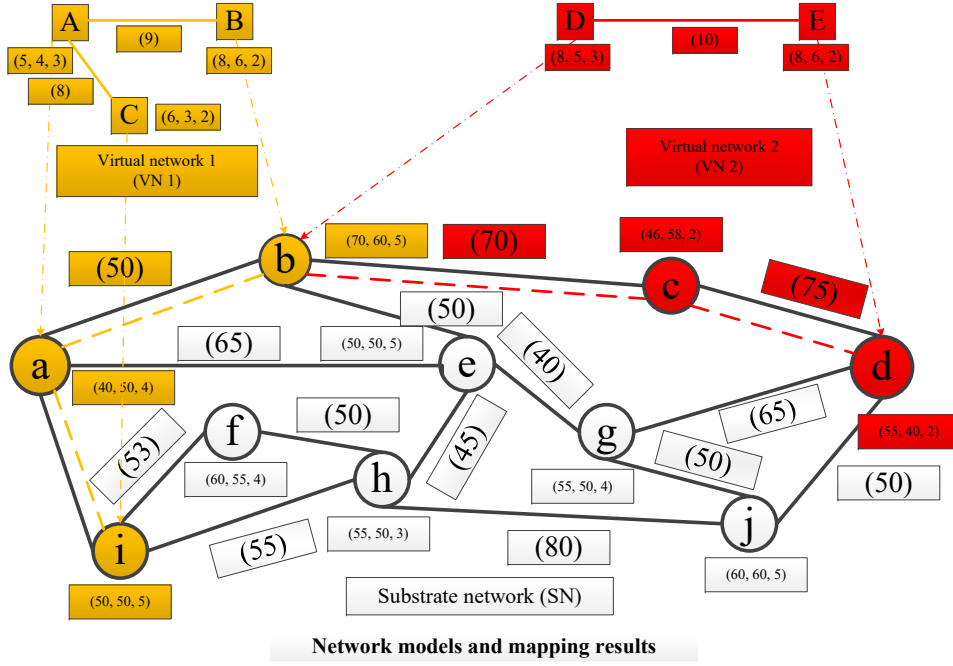 A
(9)
B
D
(10)
E
(5, 4, 3)
(8, 6, 2)
(8, 5, 3)
(8, 6, 2)
(8)
C
(6, 3, 2)
Virtual network 1
(VN 1)
Virtual network 2
(VN 2)
(70, 60, 5)
(70)
(46, 58, 2)
(50)
b
c
(75)
(50)
(65)
(50, 50, 5)
(40)
a
e
d
(40, 50, 4)
(50)
(65)
f
g
(55, 40, 2)
(53)
(45)
(50)
(60, 55, 4)
h
(55, 50, 4)
(50)
i
(55)
(55, 50, 3)
(80)
j
(50, 50, 5)
(60, 60, 5)
Substrate network (SN)
Network models and mapping results